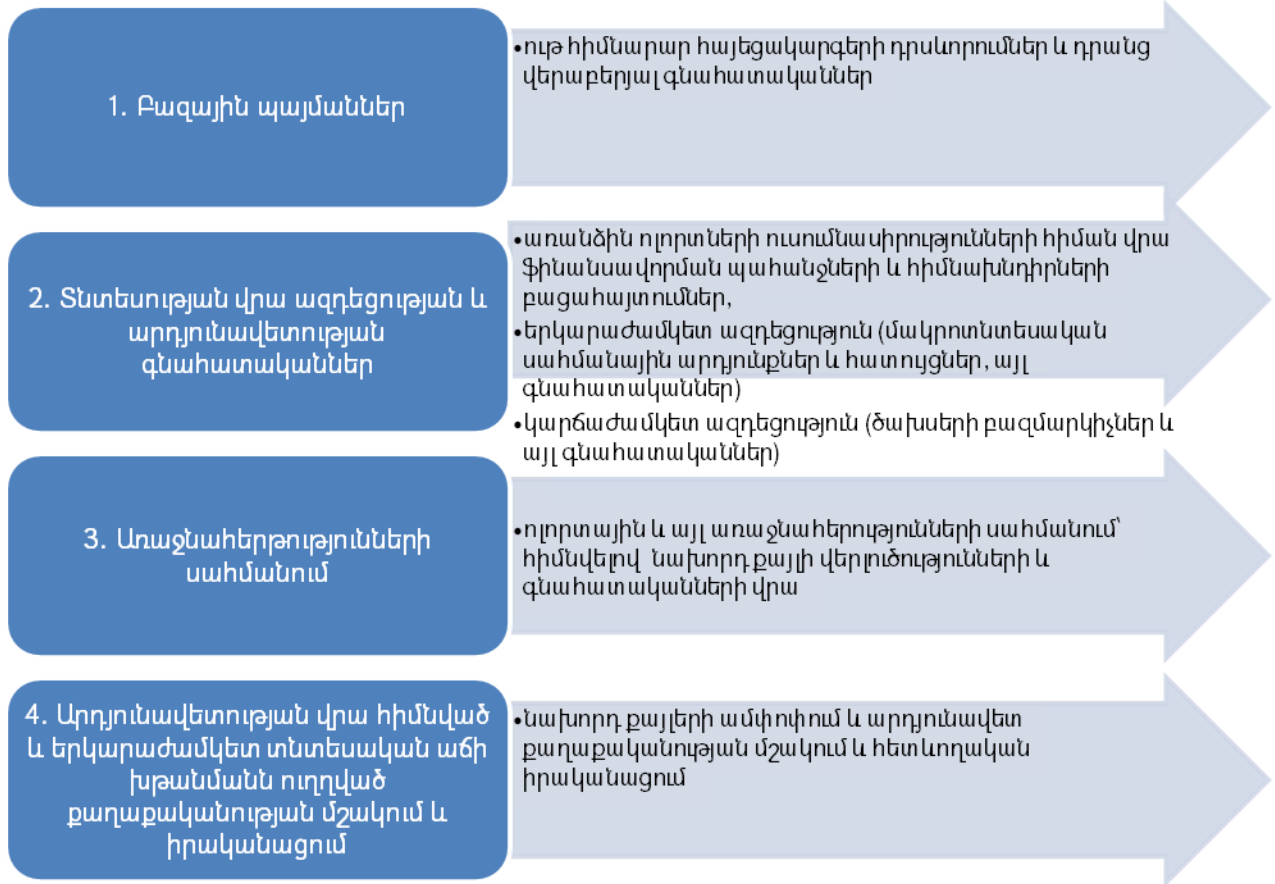 1. Բազային պայմաններ
•ութ հիմնարար հայեցակարգերի դրսևորումներ և դրանց
վերաբերյալ գնահատականներ
2. Տնտեսության վրա ազդեցության և
արդյունավետության
գնահատականներ
•առանձին ոլորտների ուսումնասիրությունների հիման վրա
ֆինանսավորման պահանջների և հիմնախնդիրների
բացահայտումներ,
•երկարաժամկետ ազդեցություն (մակրոտնտեսական
սահմանային արդյունքներ և հատույցներ, այլ
գնահատականներ)
•կարճաժամկետ ազդեցություն (ծախսերի բազմարկիչներ և
այլ գնահատականներ)
3. Առաջնահերթությունների
սահմանում
•ոլորտային և այլ առաջնահերությունների սահմանում՝
հիմնվելով նախորդ քայլի վերլուծությունների և
գնահատականների վրա
4. Արդյունավետության վրա հիմնված
և երկարաժամկետ տնտեսական աճի
խթանմանն ուղղված
քաղաքականության մշակում և
իրականացում
•նախորդ քայլերի ամփոփում և արդյունավետ
քաղաքականության մշակում և հետևողական
իրականացում